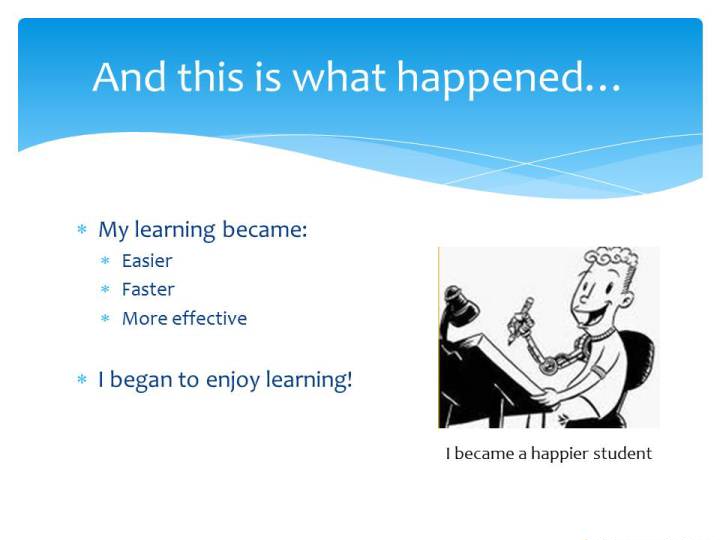 And this is what happened…
My learning became:
Easier
Faster
More effective
I began to enjoy learning!
I became a happier student